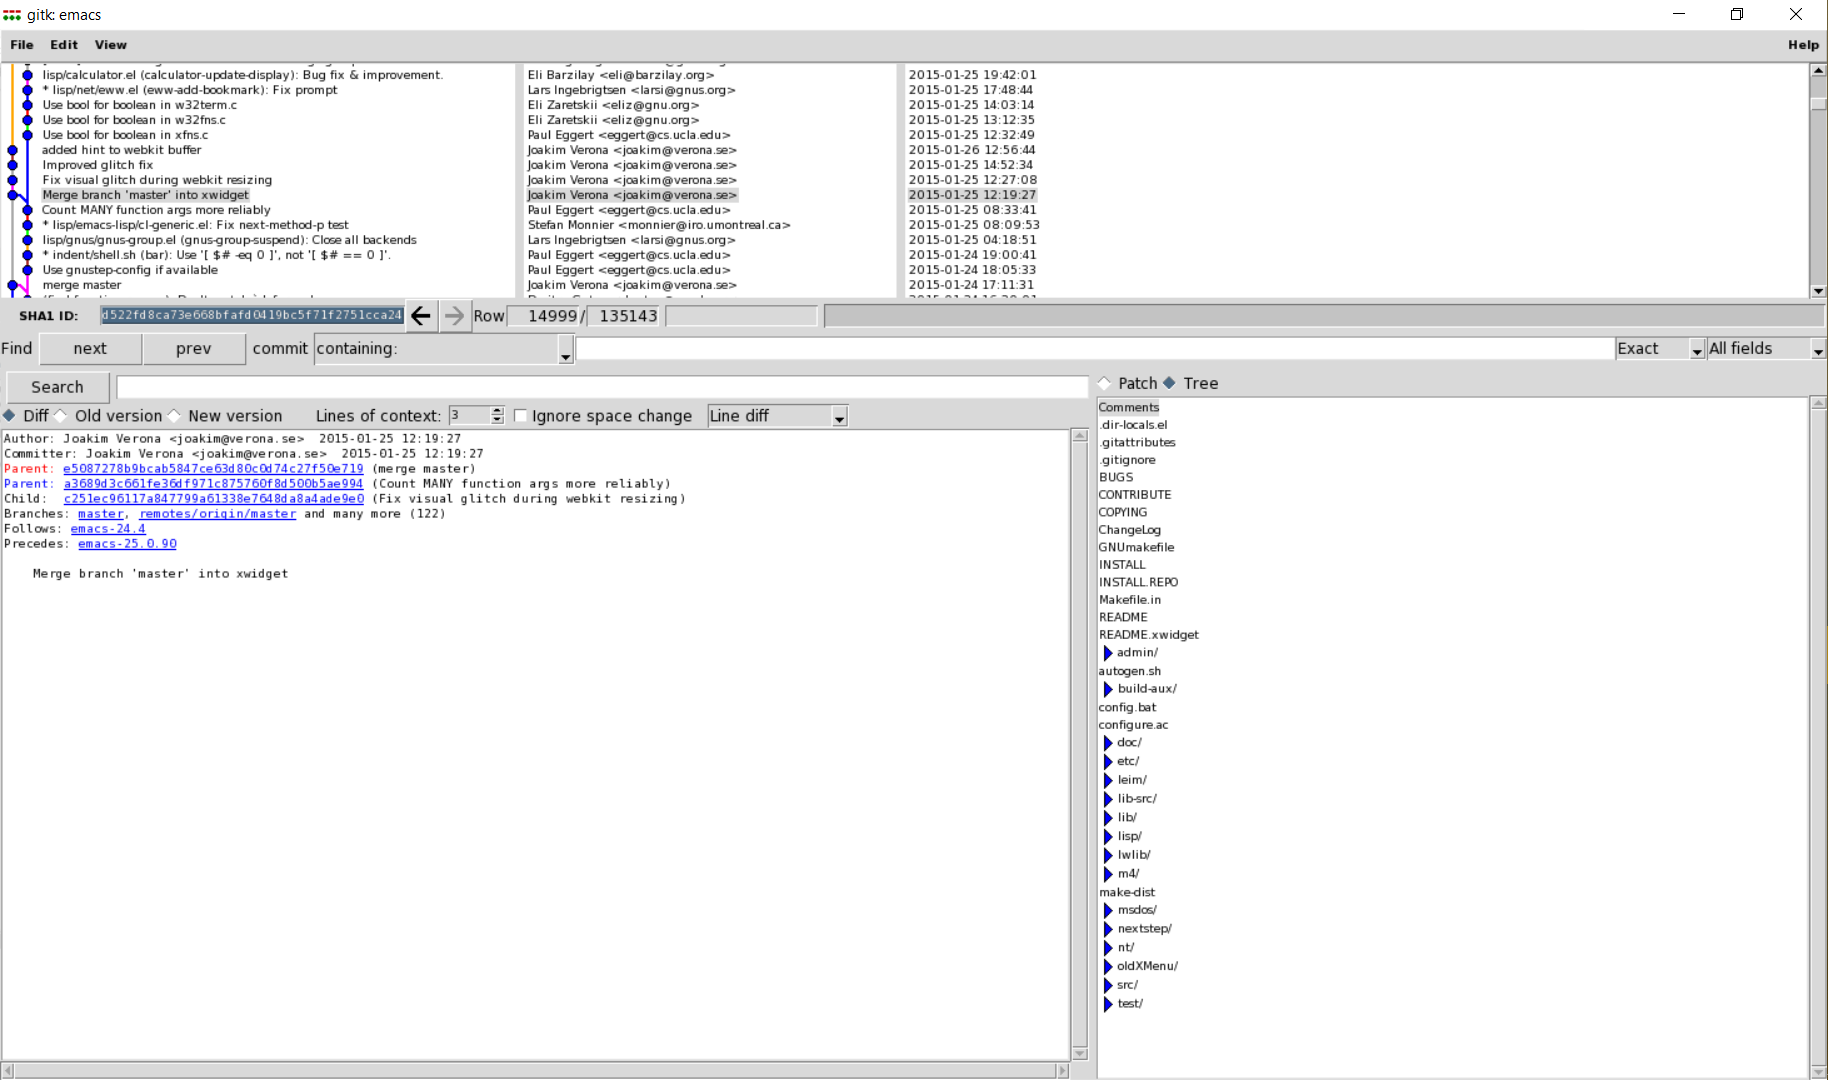 gitk: emacs
File Edit View Help
lisp/calculator.el (calculator-update-display): Bug fix & improvement. Eli Barzilay <eli@barzilay.org> 2015-01-25 19:42:01
* lisp/net/eww.el (eww-add-bookmark): Fix prompt Lars Ingebrigtsen <larsi@gnus.org> 2015-01-25 17:48:44
Use bool for boolean in w32term.c Eli Zaretskii <eliz@gnu.org> 2015-01-25 14:03:14
Use bool for boolean in w32fns.c Eli Zaretskii <eliz@gnu.org> 2015-01-25 13:12:35
Use bool for boolean in xfns.c Paul Eggert <eggert@cs.ucla.edu> 2015-01-25 12:32:49
added hint to webkit buffer Joakim Verona <joakim@verona.se> 2015-01-26 12:56:44
Improved glitch fix Joakim Verona <joakim@verona.se> 2015-01-25 14:52:34
Fix visual glitch during webkit resizing Joakim Verona <joakim@verona.se> 2015-01-25 12:27:08
Merge branch 'master' into xwidget Joakim Verona <joakim@verona.se> 2015-01-25 12:19:27
Count MANY function args more reliably Paul Eggert <eggert@cs.ucla.edu> 2015-01-25 08:33:41
* lisp/emacs-lisp/cl-generic.el: Fix next-method-p test Stefan Monnier <monnier@iro.umontreal.ca> 2015-01-25 08:09:53
lisp/gnus/gnus-group.el (gnus-group-suspend): Close all backends Lars Ingebrigtsen <larsi@gnus.org> 2015-01-25 04:18:51
* indent/shell.sh (bar): Use '[ $# -eq 0 ]', not '[ $# == 0 ]'. Paul Eggert <eggert@cs.ucla.edu> 2015-01-24 19:00:41
Use gnustep-config if available Paul Eggert <eggert@cs.ucla.edu> 2015-01-24 18:05:33
merge master Joakim Verona <joakim@verona.se> 2015-01-24 17:11:31
SHA1 ID: d522fd8ca73e668bfafd0419bc5f71f2751cca24 Row 14999 / 135143
Find next prev commit containing: Exact All fields
Search
Diff Old version New version Lines of context: 3 Ignore space change Line diff
Author: Joakim Verona <joakim@verona.se>  2015-01-25 12:19:27
Committer: Joakim Verona <joakim@verona.se>  2015-01-25 12:19:27
Parent: e5087278b9bcab5847ce63d80c0d74c27f50e719 (merge master)
Parent: a3689d3c661fe36df971c875760f8d500b5ae994 (Count MANY function args more reliably)
Child:  c251ec96117a847799a61338e7648da8a4ade9e0 (Fix visual glitch during webkit resizing)
Branches: master, remotes/origin/master and many more (122)
Follows: emacs-24.4
Precedes: emacs-25.0.90
Merge branch 'master' into xwidget
Patch Tree
Comments
.dir-locals.el
.gitattributes
.gitignore
BUGS
CONTRIBUTE
COPYING
ChangeLog
GNUmakefile
INSTALL
INSTALL.REPO
Makefile.in
README
README.xwidget
admin/
autogen.sh
build-aux/
config.bat
configure.ac
doc/
etc/
leim/
lib-src/
lib/
lisp/
lwlib/
m4/
make-dist
msdos/
nextstep/
nt/
oldXMenu/
src/
test/